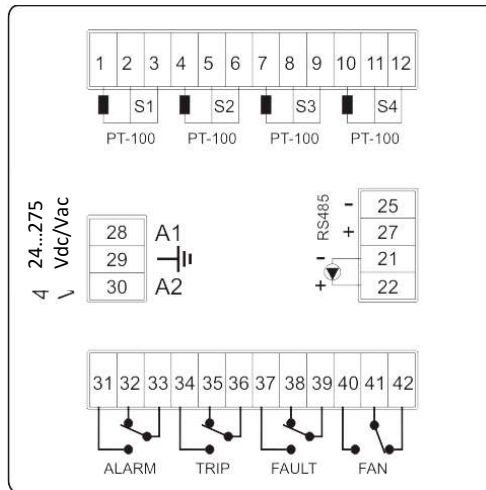 1 2 3 4 5 6 7 8 9 10 11 12
S1 S2 S3 S4
PT-100 PT-100 PT-100 PT-100
24...275
Vdc/Vac
28 A1
29
30 A2
RS485
- 25
+ 27
- 21
+ 22
31 32 33 34 35 36 37 38 39 40 41 42
ALARM TRIP FAULT FAN